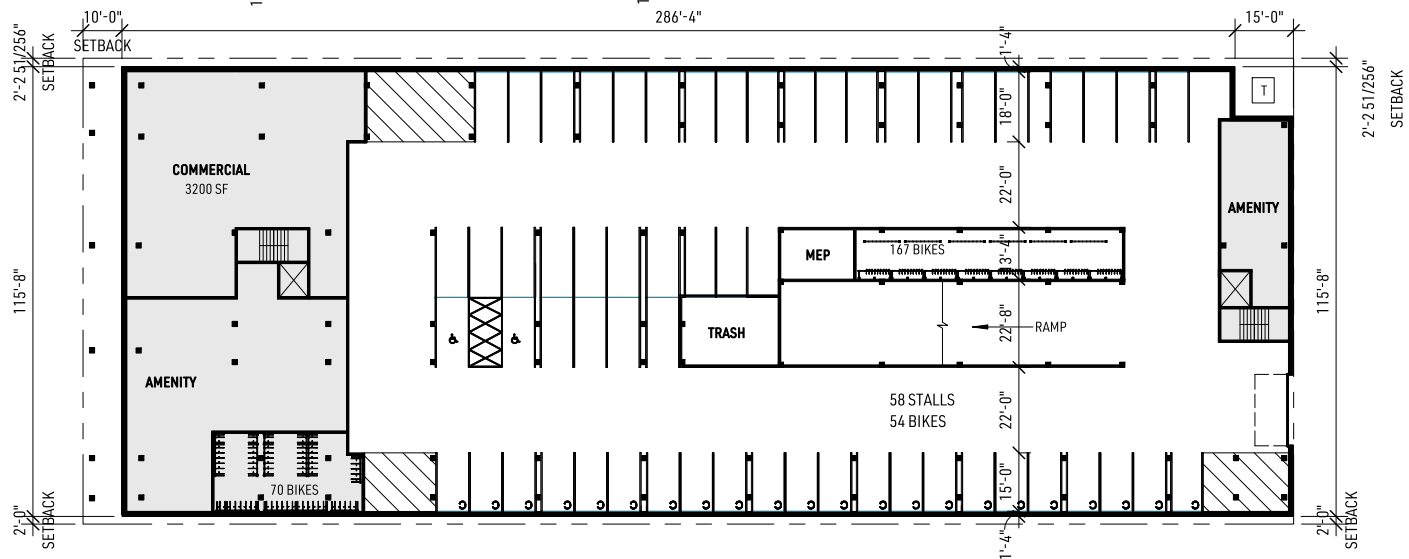 10'-0"
286'-4"
15'-0"
SETBACK
1'-4"
2'-2 51/256"
SETBACK
2'-2 51/256"
SETBACK
T
18'-0"
COMMERCIAL
3200 SF
22'-0"
AMENITY
MEP
167 BIKES
13'-4"
115'-8"
115'-8"
TRASH
22'-8"
RAMP
AMENITY
58 STALLS
54 BIKES
22'-0"
70 BIKES
15'-0"
2'-0"
SETBACK
2'-0"
SETBACK
1'-4"